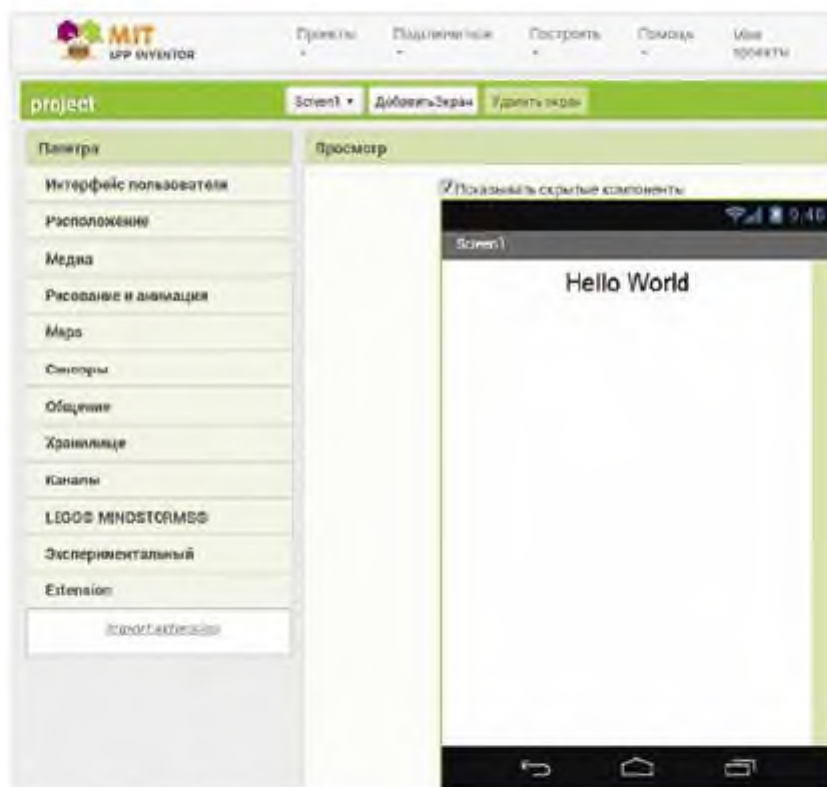 MIT
APP INVENTOR
Проекты
Подключиться
Построить
Помощь
Мои проекты
project
Screen1
ДобавитьЭкран
Удалить экран
Палитра
Просмотр
Интерфейс пользователя
Показывать скрытые компоненты
Расположение
9:48
Screen1
Медиа
Hello World
Рисование и анимация
Maps
Сенсоры
Общение
Хранилище
Каналы
LEGO® MINDSTORMS®
Экспериментальный
Extension
Import extension